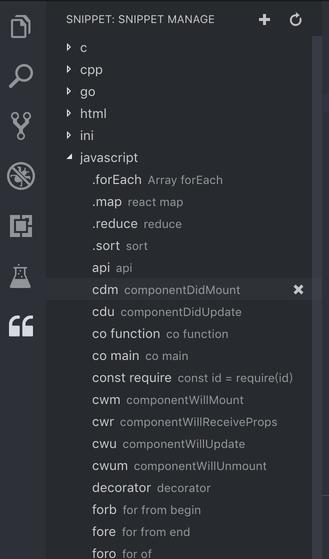 SNIPPET: SNIPPET MANAGE
c
cpp
go
html
ini
javascript
.forEach Array forEach
.map react map
.reduce reduce
.sort sort
api api
cdm componentDidMount
cdu componentDidUpdate
co function co function
co main co main
const require const id = require(id)
cwm componentWillMount
cwr componentWillReceiveProps
cwu componentWillUpdate
cwum componentWillUnmount
decorator decorator
forb for from begin
fore for from end
foro for of